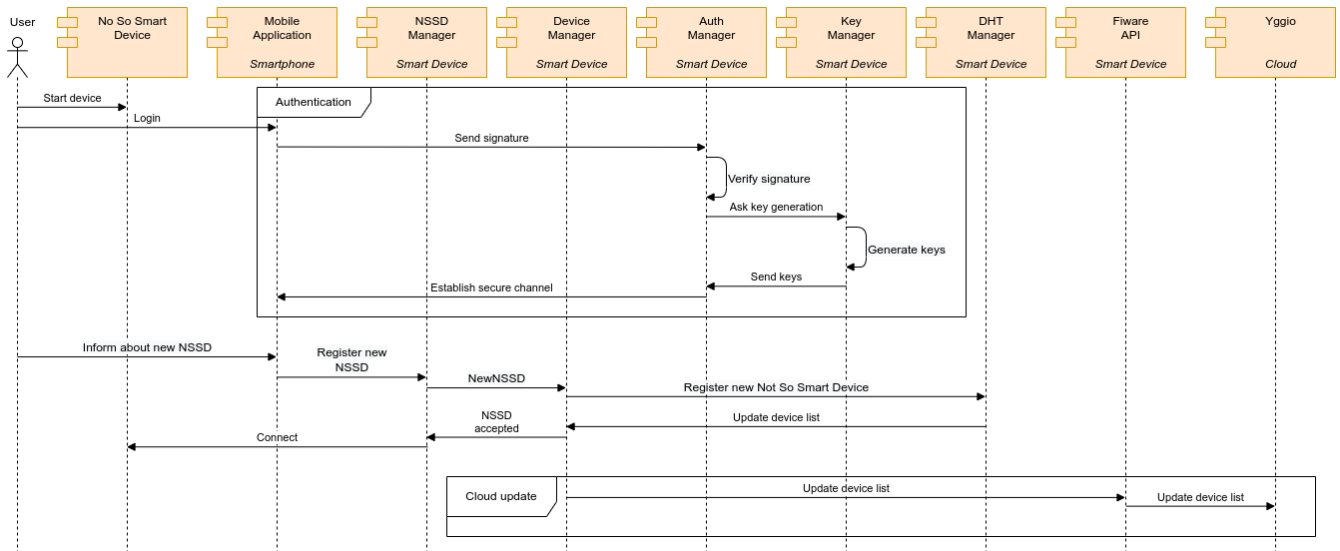 User
No So Smart
Device
Mobile
Application
Smartphone
NSSD
Manager
Smart Device
Device
Manager
Smart Device
Auth
Manager
Smart Device
Key
Manager
Smart Device
DHT
Manager
Smart Device
Fiware
API
Smart Device
Yggio
Cloud
Start device
Authentication
Login
Send signature
Verify signature
Ask key generation
Generate keys
Send keys
Establish secure channel
Inform about new NSSD
Register new
NSSD
NewNSSD
Register new Not So Smart Device
Update device list
NSSD
accepted
Connect
Cloud update
Update device list
Update device list